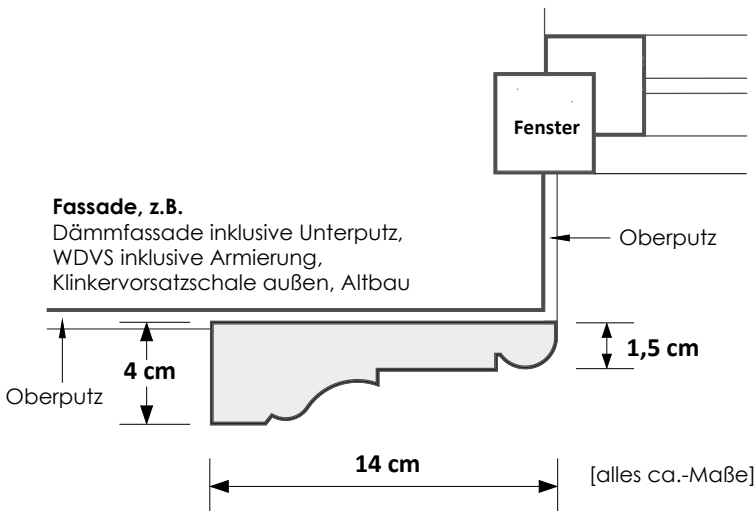 Fenster
Fassade, z.B.
Dämmfassade inklusive Unterputz,
WDVS inklusive Armierung,
Klinkervorsatzschale außen, Altbau
Oberputz
1,5 cm
4 cm
Oberputz
14 cm
[alles ca.-Maße]